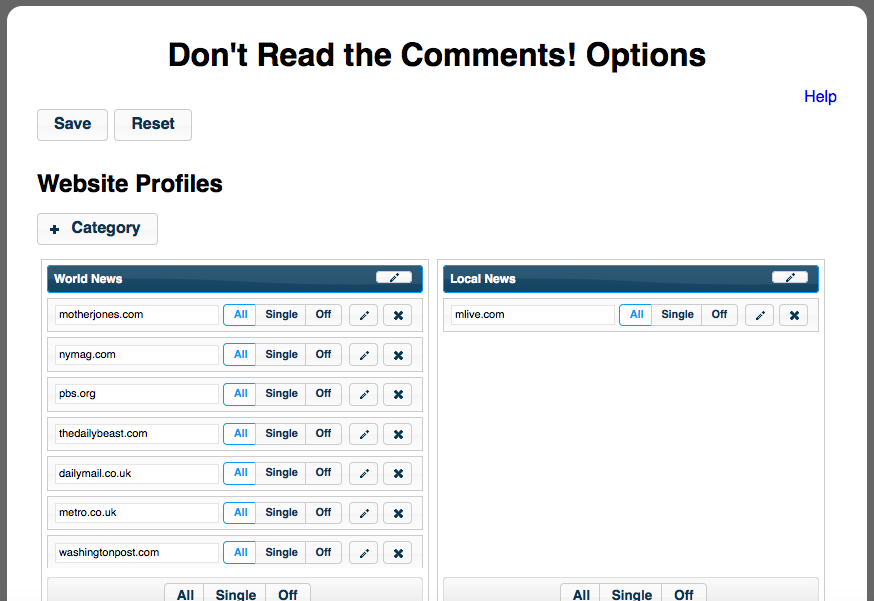 Don't Read the Comments! Options
Help
Save Reset
Website Profiles
+ Category
World News
motherjones.com All Single Off
nymag.com All Single Off
pbs.org All Single Off
thedailybeast.com All Single Off
dailymail.co.uk All Single Off
metro.co.uk All Single Off
washingtonpost.com All Single Off
All Single Off
Local News
mlive.com All Single Off
All Single Off